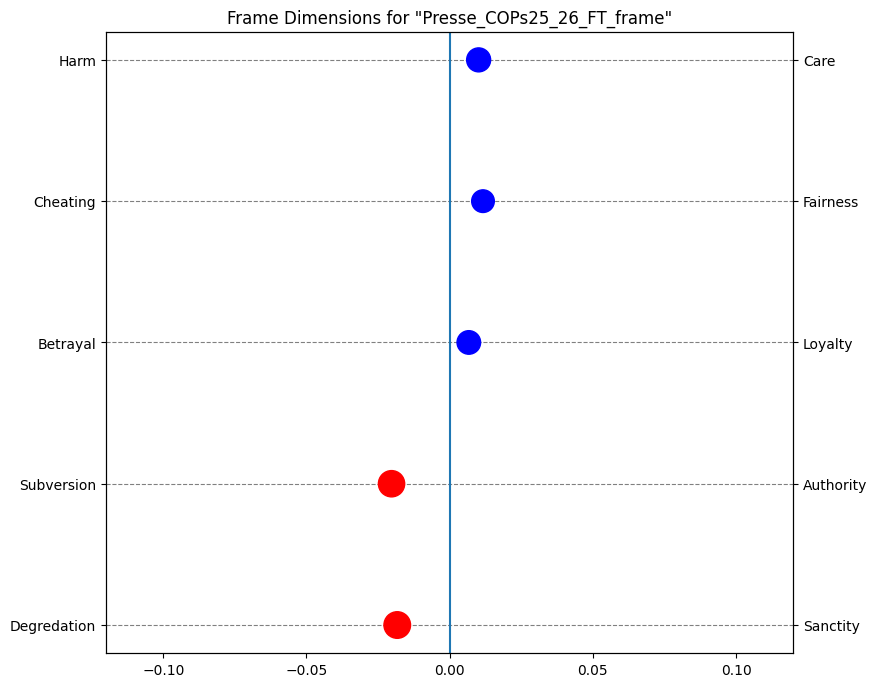 Frame Dimensions for "Presse_COPs25_26_FT_frame"
Harm
Care
Cheating
Fairness
Betrayal
Loyalty
Subversion
Authority
Degredation
Sanctity
−0.10
−0.05
0.00
0.05
0.10